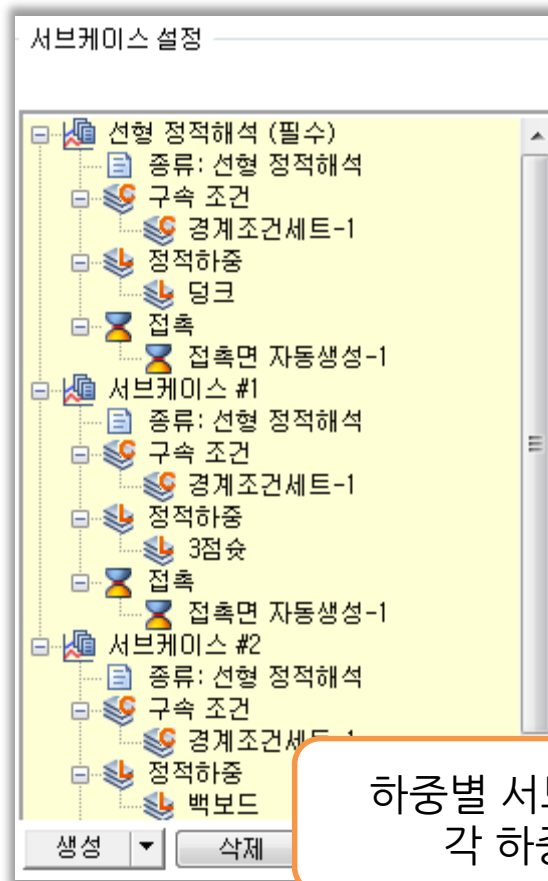 서브케이스 설정
선형 정적해석 (필수)
종류: 선형 정적해석
구속 조건
경계조건세트-1
정적하중
덩크
접촉
접촉면 자동생성-1
서브케이스 #1
종류: 선형 정적해석
구속 조건
경계조건세트-1
정적하중
3점슛
접촉
접촉면 자동생성-1
서브케이스 #2
종류: 선형 정적해석
구속 조건
정적하중
백보드
하중별
각
생성
삭제